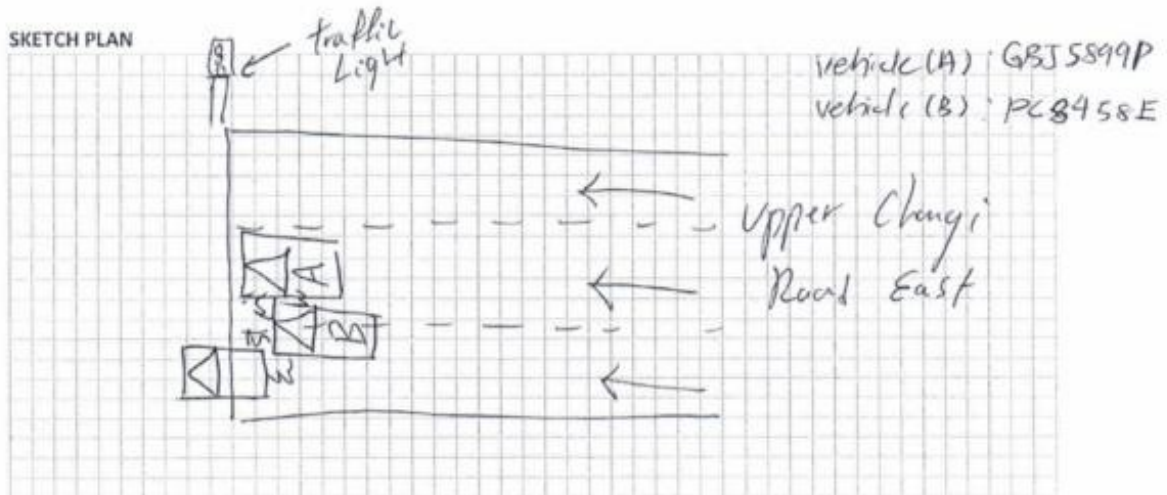 SKETCH PLAN
traffic
Light
vehicle (A) : GBJ5899P
vehicle (B) : PC8458E
Upper Changi
Road East
A
B